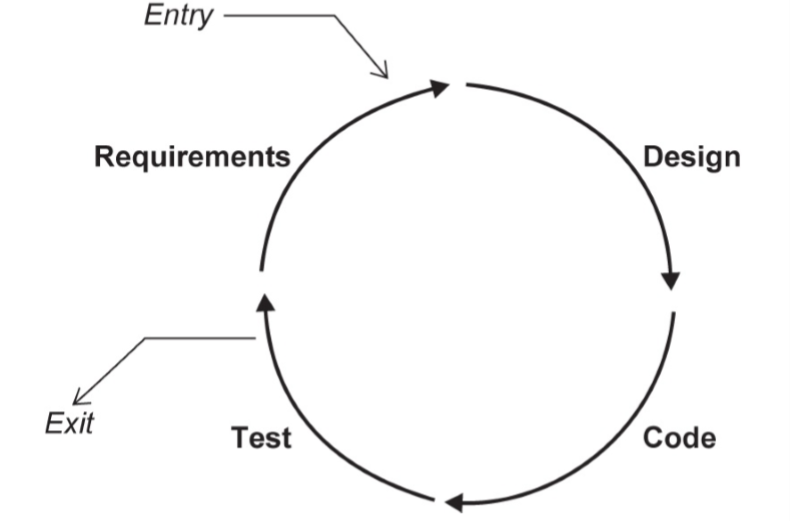 Entry
Requirements
Design
Exit
Test
Code